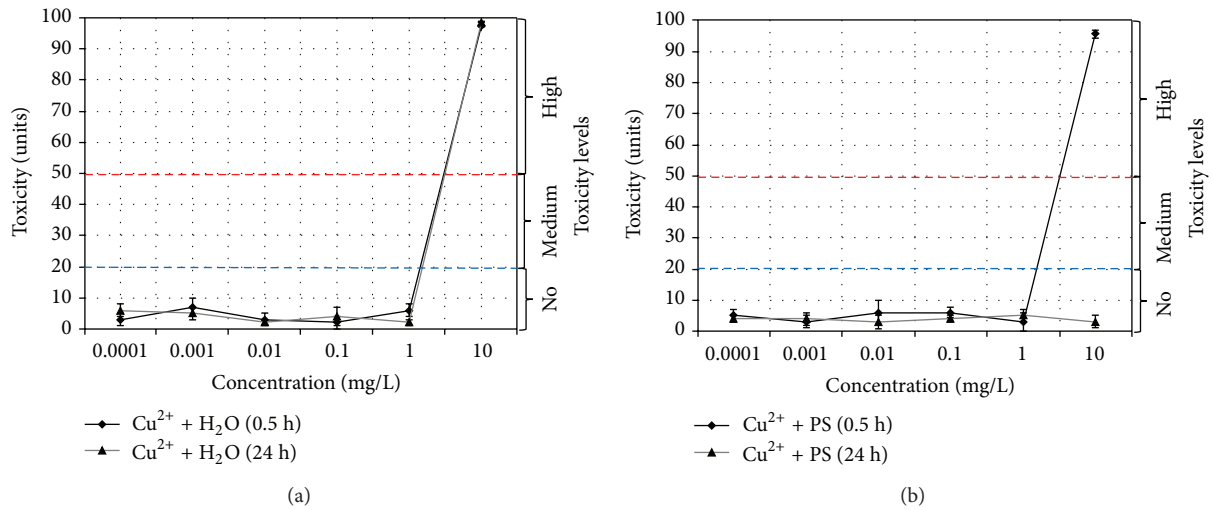 Toxicity (units)
100
90
80
70
60
50
40
30
20
10
0
0.0001 0.001 0.01 0.1 1 10
Concentration (mg/L)
High
Medium
No
Toxicity levels
Cu²⁺ + H₂O (0.5 h)
Cu²⁺ + H₂O (24 h)
(a)
Toxicity (units)
100
90
80
70
60
50
40
30
20
10
0
0.0001 0.001 0.01 0.1 1 10
Concentration (mg/L)
High
Medium
No
Toxicity levels
Cu²⁺ + PS (0.5 h)
Cu²⁺ + PS (24 h)
(b)